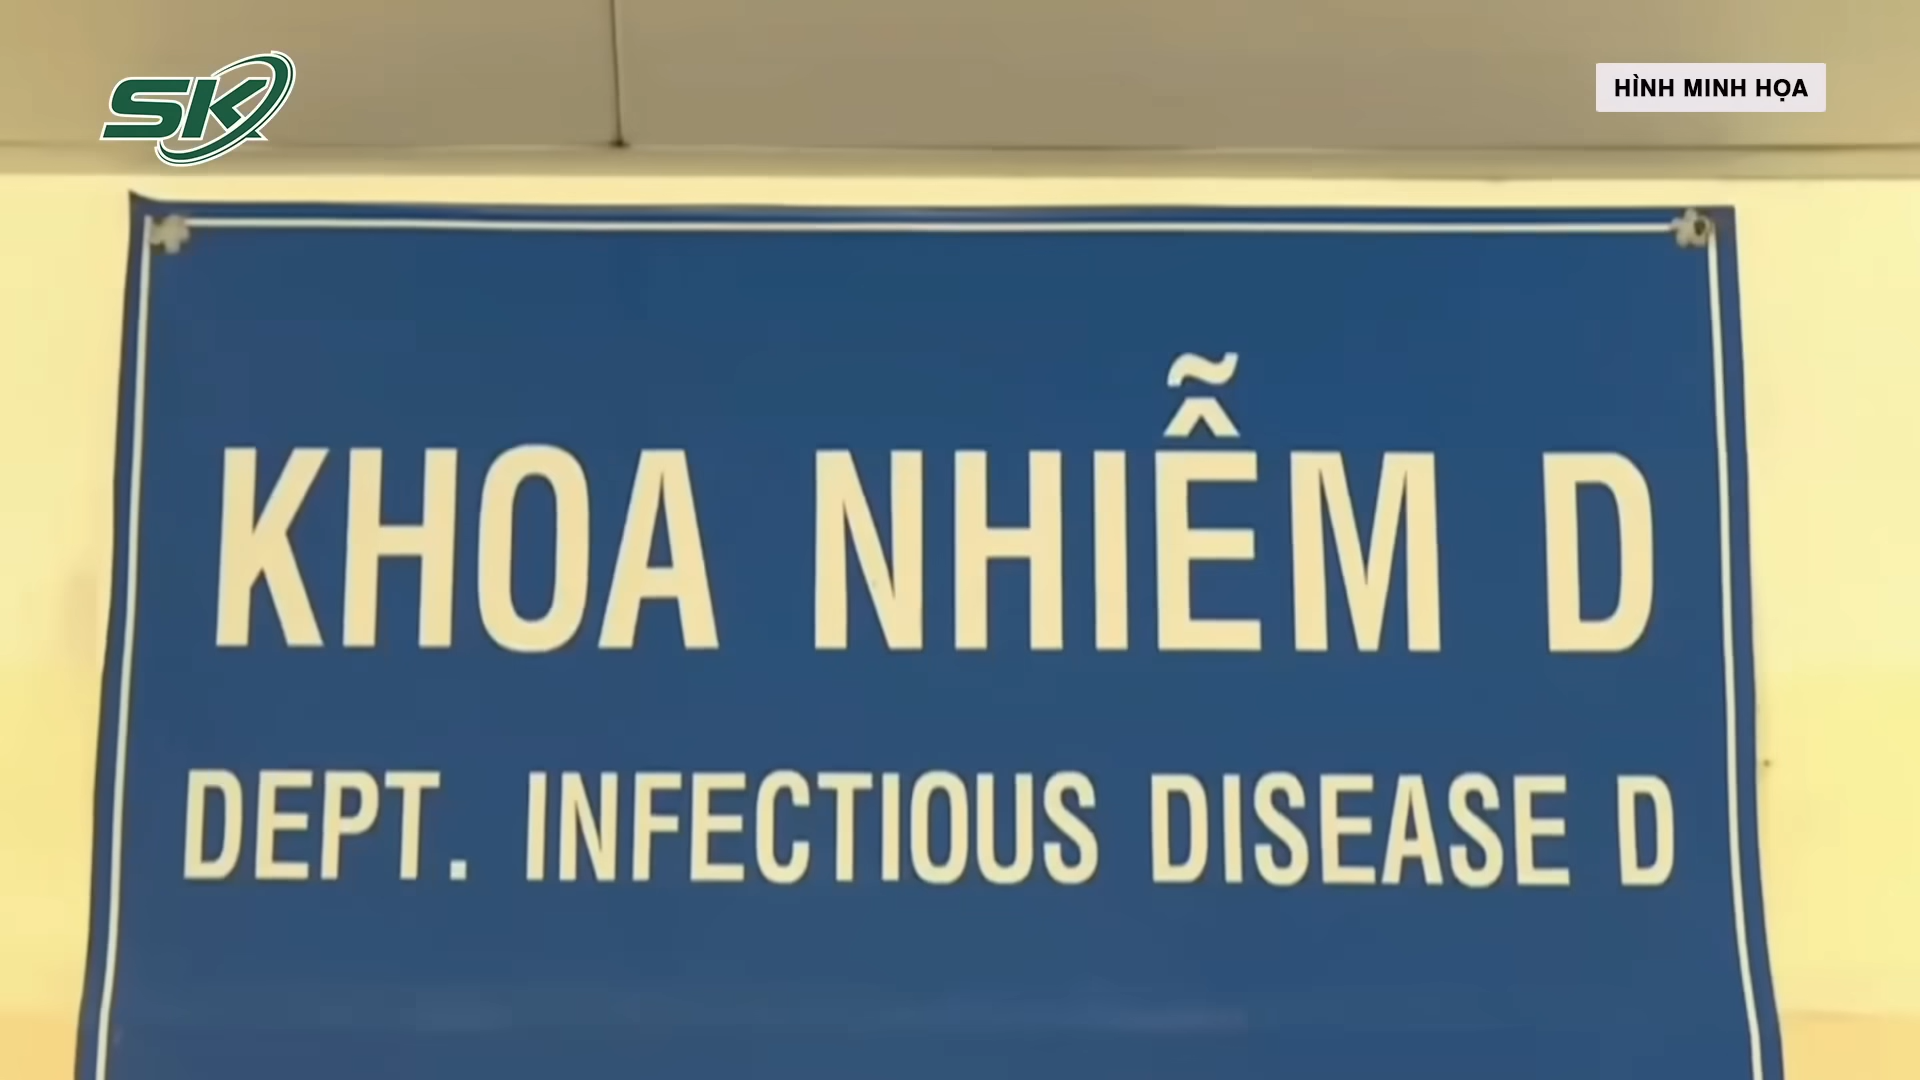 SK
HÌNH MINH HỌA
KHOA NHIỄM D
DEPT. INFECTIOUS DISEASE D